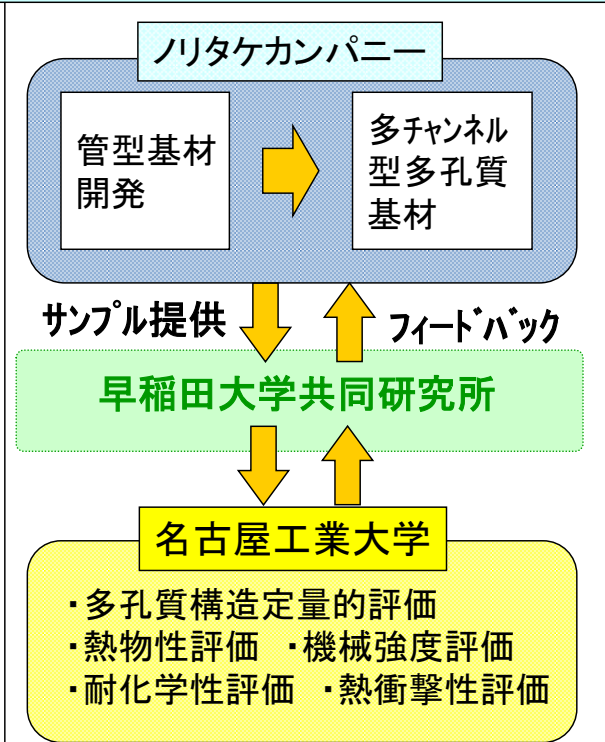 ノリタケカンパニー
管型基材
開発
多チャンネル
型多孔質
基材
サンプル提供
フィードバック
早稲田大学共同研究所
名古屋工業大学
・多孔質構造定量的評価
・熱物性評価 ・機械強度評価
・耐化学性評価 ・熱衝撃性評価